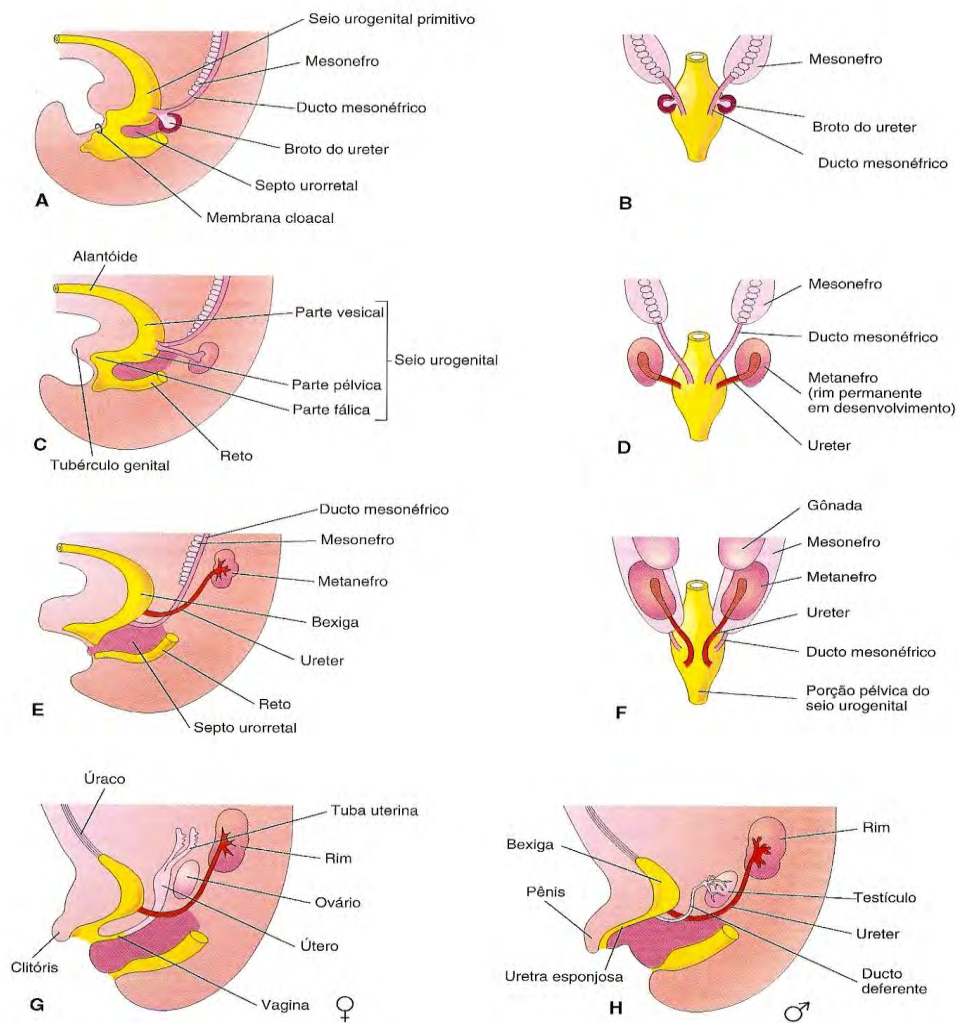 Seio urogenital primitivo
Mesonefro
Ducto mesonéfrico
Broto do ureter
Septo urorretal
Membrana cloacal
A
Mesonefro
Broto do ureter
Ducto mesonéfrico
B
Alantóide
Parte vesical
Seio urogenital
Parte pélvica
Parte fálica
Reto
Tubérculo genital
C
Mesonefro
Ducto mesonéfrico
Metanefro
(rim permanente
em desenvolvimento)
Ureter
D
Ducto mesonéfrico
Mesonefro
Metanefro
Bexiga
Ureter
Reto
Septo urorretal
E
Gônada
Mesonefro
Metanefro
Ureter
Ducto mesonéfrico
Porção pélvica do
seio urogenital
F
Úraco
Tuba uterina
Rim
Ovário
Útero
Clitóris
Vagina
G ♀
Rim
Bexiga
Pênis
Testículo
Ureter
Uretra esponjosa
Ducto
deferente
H ♂